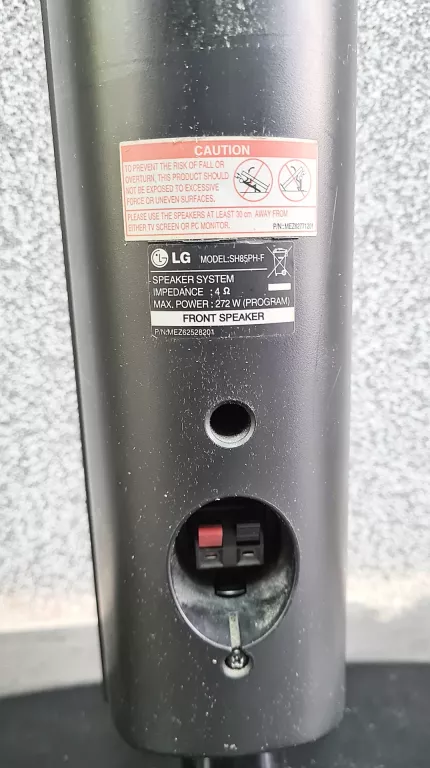 CAUTION
TO PREVENT THE RISK OF FALL OR
OVERTURN, THIS PRODUCT SHOULD
NOT BE EXPOSED TO EXCESSIVE
FORCE OR UNEVEN SURFACES.
PLEASE USE THE SPEAKERS AT LEAST 30 cm AWAY FROM
EITHER TV SCREEN OR PC MONITOR.
P/N:MEZ62771201
LG MODEL:SH85PH-F
SPEAKER SYSTEM
IMPEDANCE : 4 Ω
MAX. POWER : 272 W (PROGRAM)
FRONT SPEAKER
P/N:MEZ62528201